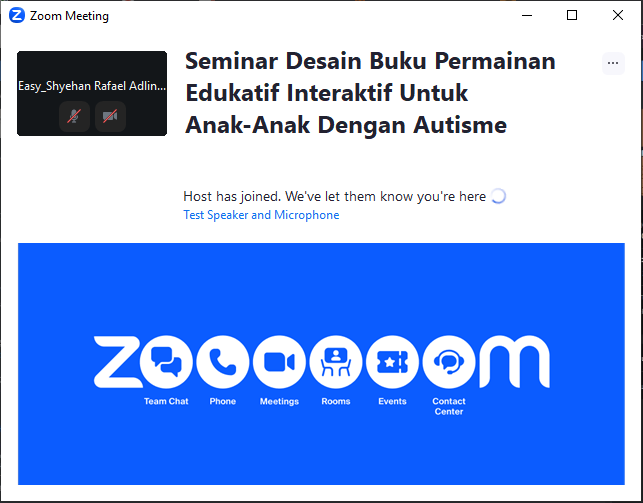 Zoom Meeting
Easy_Shyehan Rafael Adlin...
Seminar Desain Buku Permainan
Edukatif Interaktif Untuk
Anak-Anak Dengan Autisme
Host has joined. We've let them know you're here
Test Speaker and Microphone
zoooooom
Team Chat
Phone
Meetings
Rooms
Events
Contact
Center